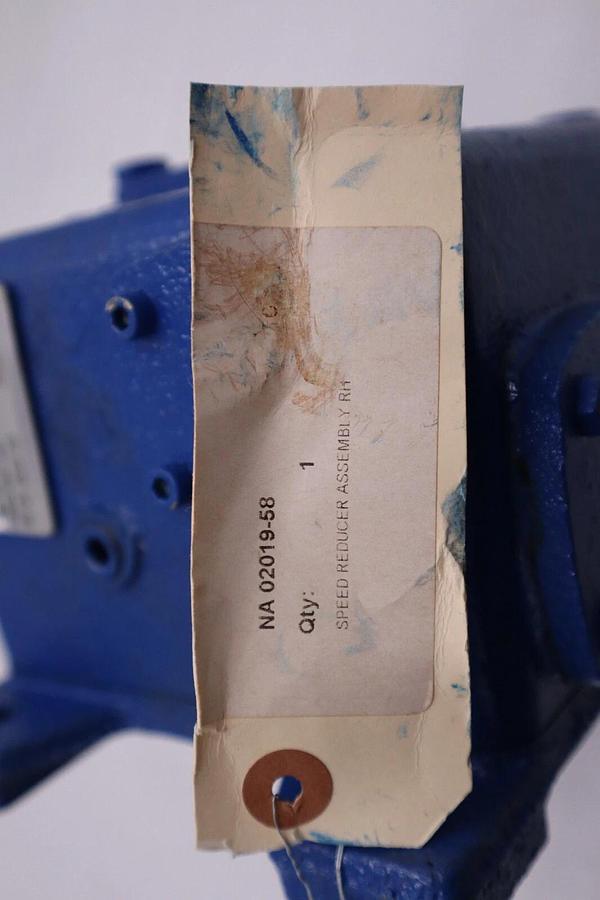 NA 02019-58
Qty: 1
SPEED REDUCER ASSEMBLY RH